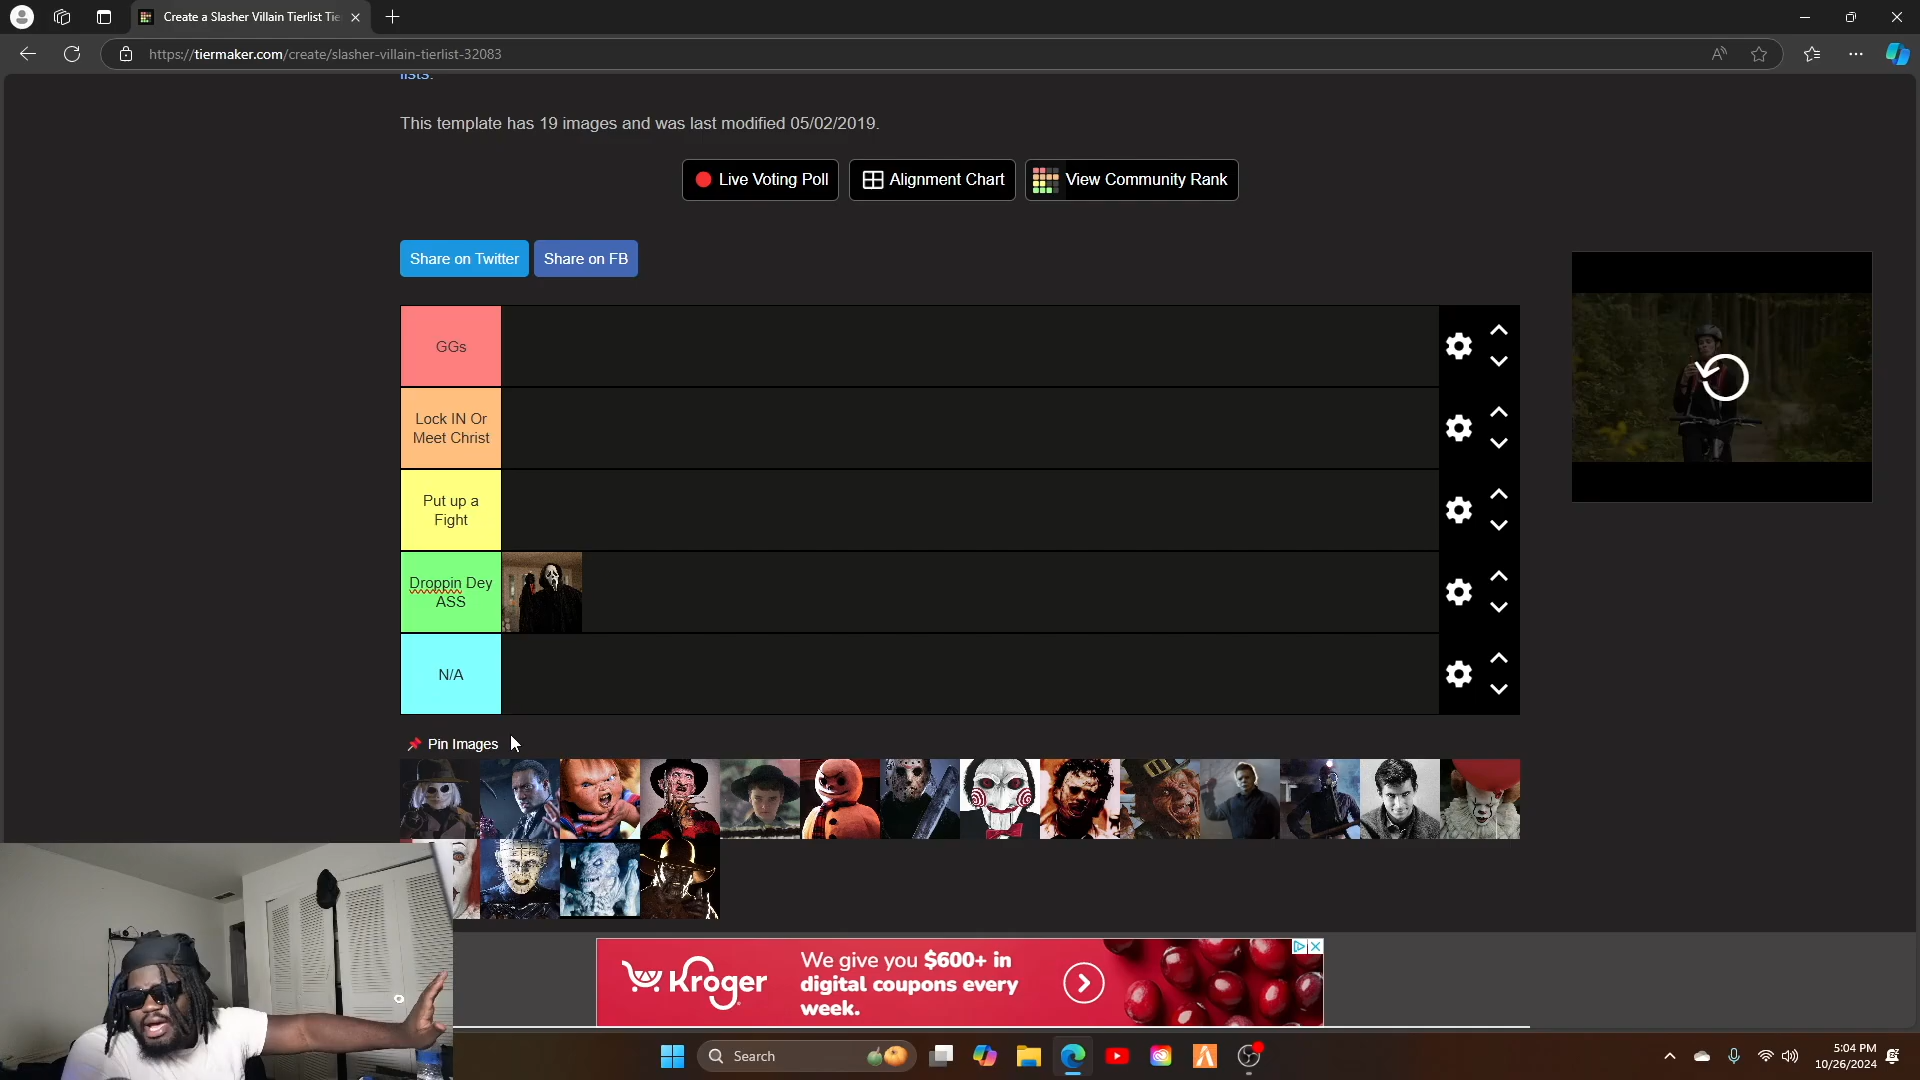 Create a Slasher Villain Tierlist Tie
https://tiermaker.com/create/slasher-villain-tierlist-32083
lists.
This template has 19 images and was last modified 05/02/2019.
Live Voting Poll
Alignment Chart
View Community Rank
Share on Twitter
Share on FB
GGs
Lock IN Or
Meet Christ
Put up a
Fight
Droppin Dey
ASS
N/A
Pin Images
Kroger
We give you $600+ in
digital coupons every
week.
Search
5:04 PM
10/26/2024